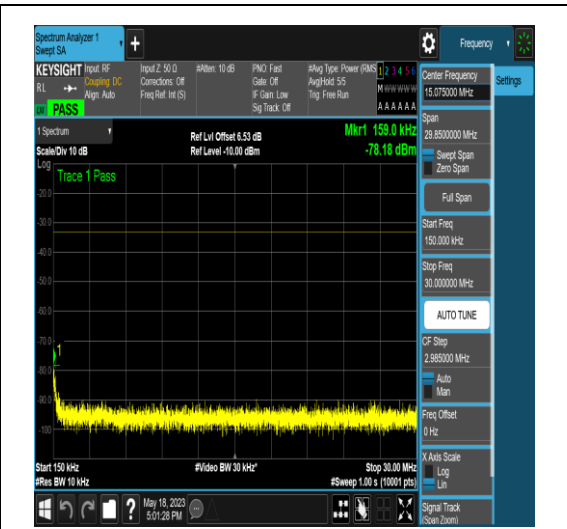 Spectrum Analyzer 1
Swept SA
+
Frequency
KEYSIGHT
RL
PASS
Input: RF
Coupling: DC
Align: Auto
Input Z: 50 Ω
Corrections: Off
Freq Ref: Int (S)
#Atten: 10 dB
PNO: Fast
Gate: Off
IF Gain: Low
Sig Track: Off
#Avg Type: Power (RMS
Avg|Hold: 5/5
Trig: Free Run
1 2 3 4 5 6
M W W W W W
A A A A A A
1 Spectrum
Scale/Div 10 dB
Ref Lvl Offset 6.53 dB
Ref Level -10.00 dBm
Mkr1 159.0 kHz
-78.18 dBm
Log
Trace 1 Pass
-20.0
-30.0
-40.0
-50.0
-60.0
-70.0
1
-80.0
-90.0
-100
Start 150 kHz
#Res BW 10 kHz
#Video BW 30 kHz*
Stop 30.00 MHz
#Sweep 1.00 s (10001 pts)
?
May 18, 2023
5:01:28 PM
Settings
Center Frequency
15.075000 MHz
Span
29.8500000 MHz
Swept Span
Zero Span
Full Span
Start Freq
150.000 kHz
Stop Freq
30.000000 MHz
AUTO TUNE
CF Step
2.985000 MHz
Auto
Man
Freq Offset
0 Hz
X Axis Scale
Log
Lin
Signal Track
(Span Zoom)